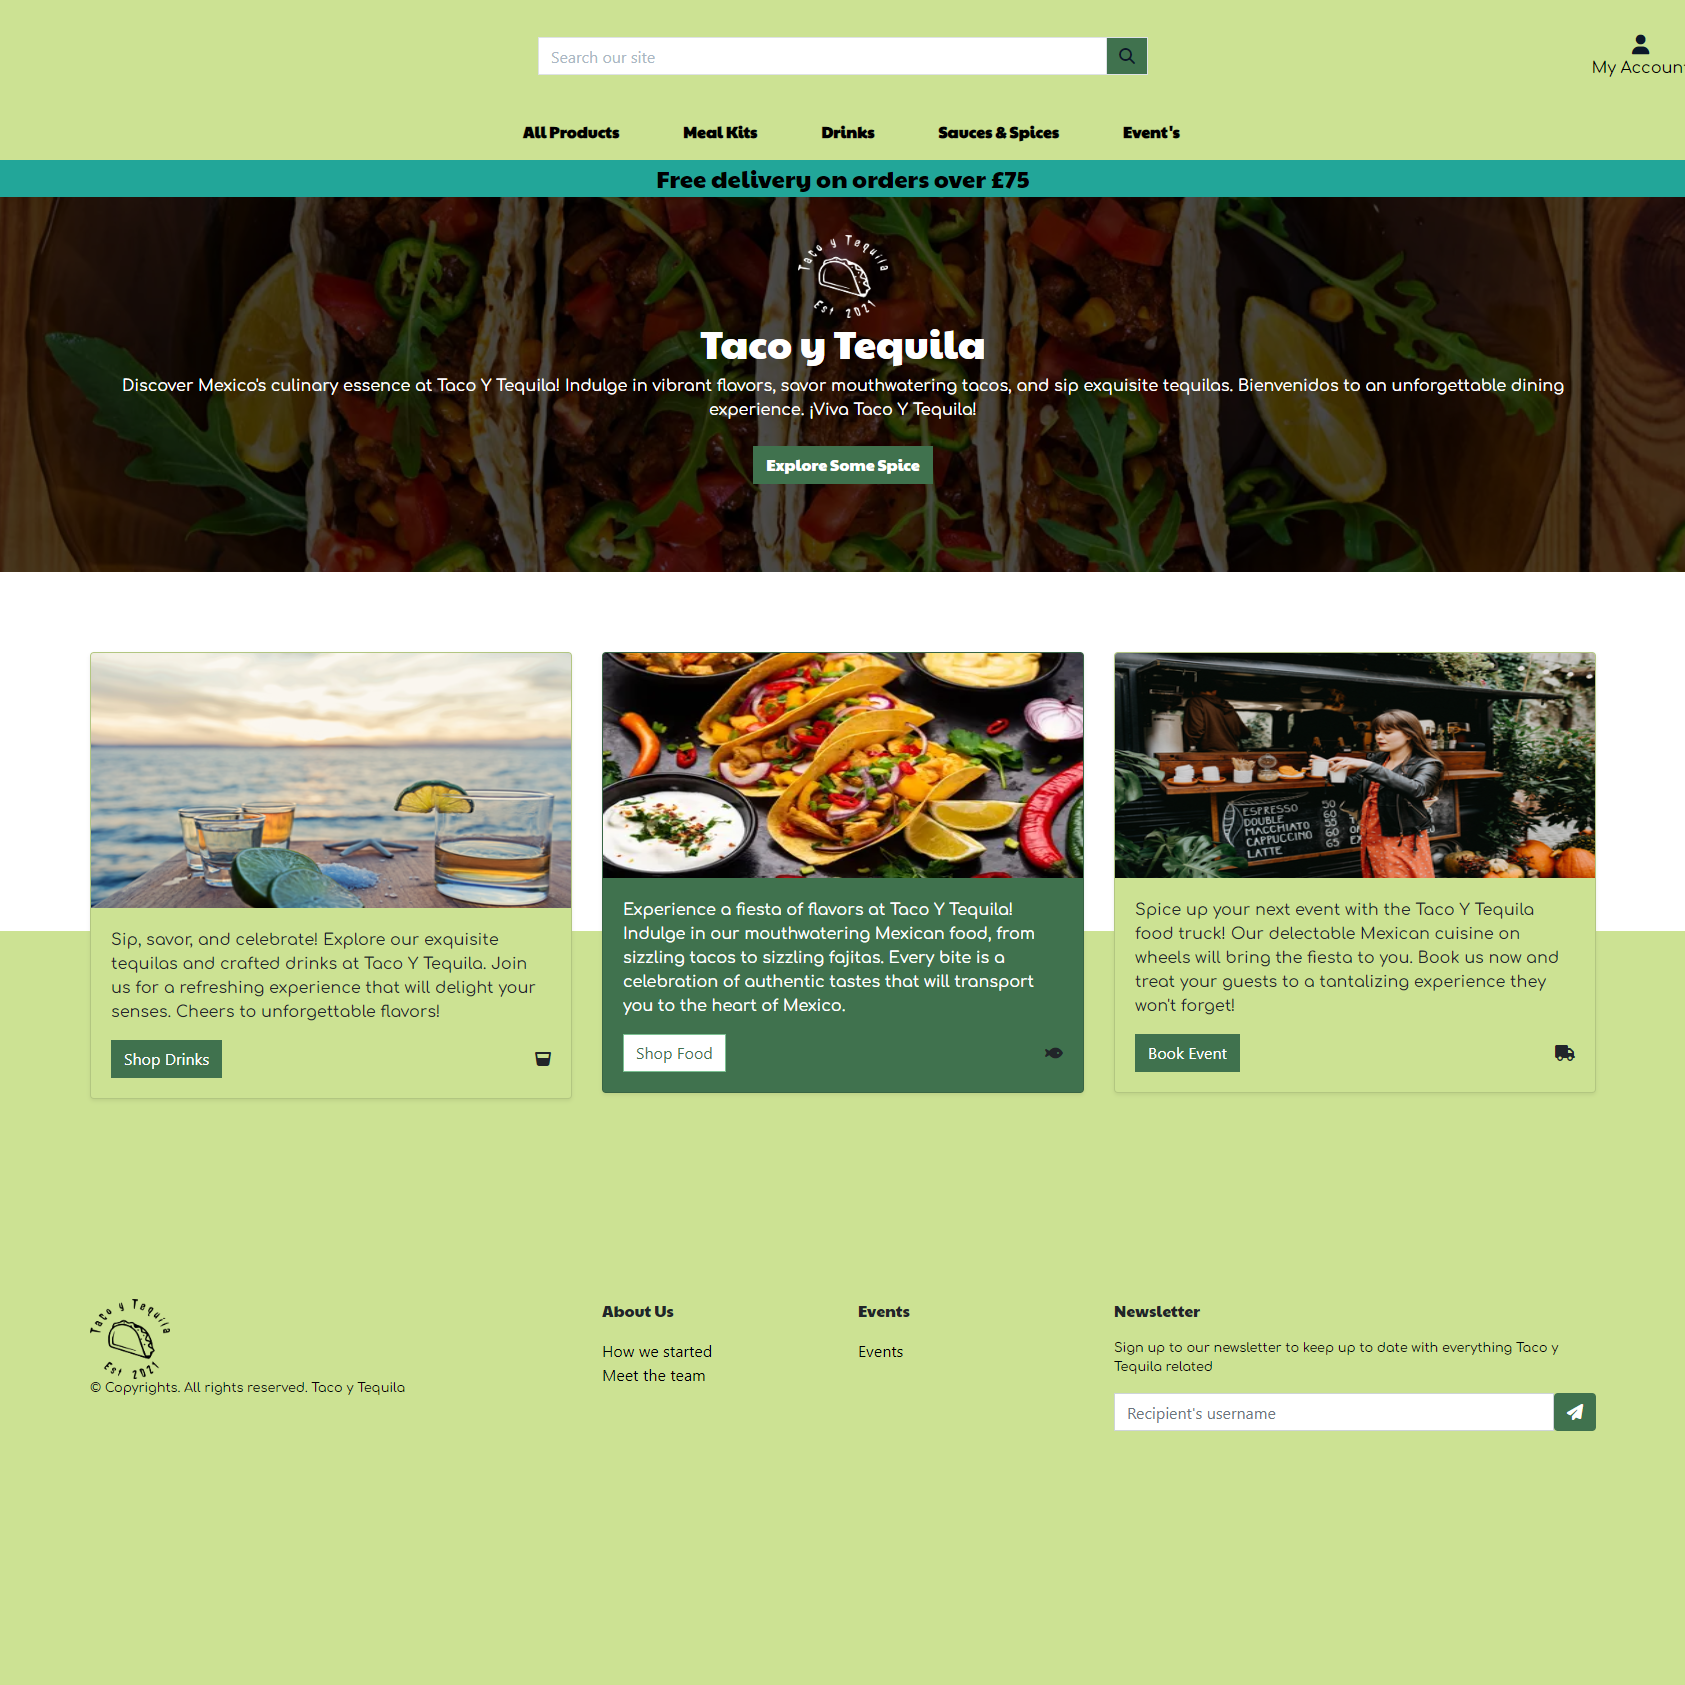 Search our site
My Accoun
All Products Meal Kits Drinks Sauces & Spices Event's
Free delivery on orders over £75
Taco y Tequila
Est 2021
Taco y Tequila
Discover Mexico's culinary essence at Taco Y Tequila! Indulge in vibrant flavors, savor mouthwatering tacos, and sip exquisite tequilas. Bienvenidos to an unforgettable dining
experience. ¡Viva Taco Y Tequila!
Explore Some Spice
Sip, savor, and celebrate! Explore our exquisite
tequilas and crafted drinks at Taco Y Tequila. Join
us for a refreshing experience that will delight your
senses. Cheers to unforgettable flavors!
Shop Drinks
Experience a fiesta of flavors at Taco Y Tequila!
Indulge in our mouthwatering Mexican food, from
sizzling tacos to sizzling fajitas. Every bite is a
celebration of authentic tastes that will transport
you to the heart of Mexico.
Shop Food
ESPRESSO 50
DOUBLE 60
MACCHIATO 55
CAPPUCCINO 60
LATTE 65
Spice up your next event with the Taco Y Tequila
food truck! Our delectable Mexican cuisine on
wheels will bring the fiesta to you. Book us now and
treat your guests to a tantalizing experience they
won't forget!
Book Event
Taco y Tequila
Est 2021
© Copyrights. All rights reserved. Taco y Tequila
About Us
How we started
Meet the team
Events
Events
Newsletter
Sign up to our newsletter to keep up to date with everything Taco y
Tequila related
Recipient's username